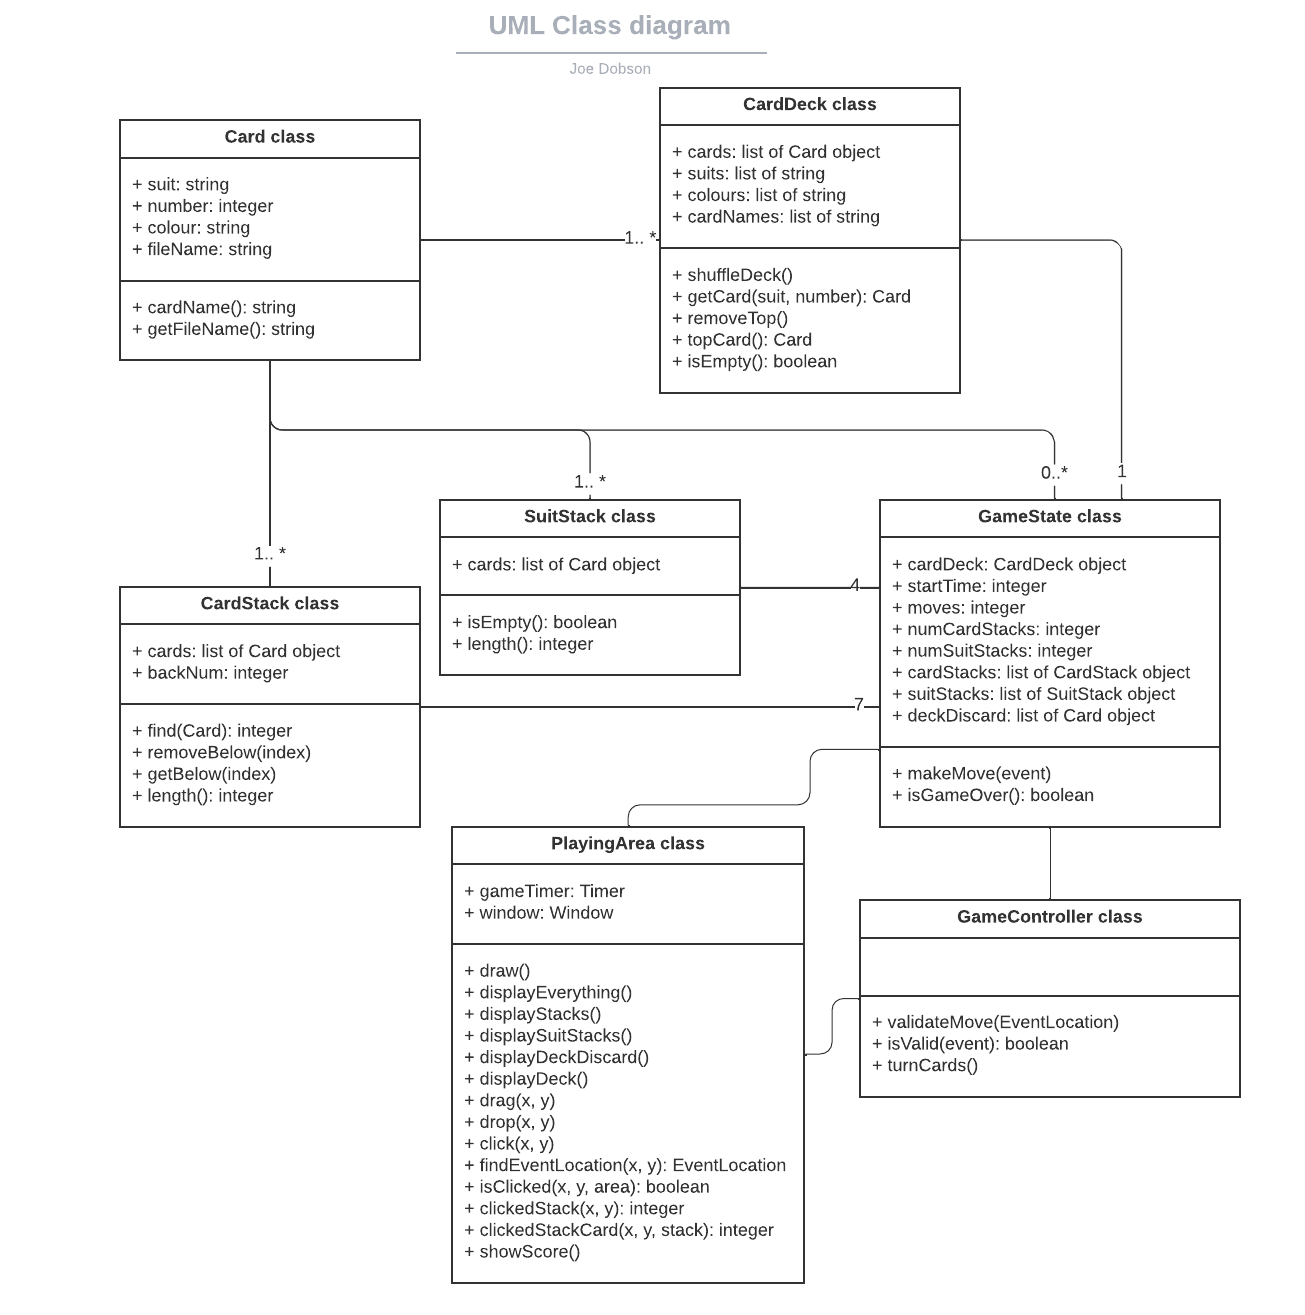 UML Class diagram
Joe Dobson
Card class
+ suit: string
+ number: integer
+ colour: string
+ fileName: string
+ cardName(): string
+ getFileName(): string
1.. *
CardDeck class
+ cards: list of Card object
+ suits: list of string
+ colours: list of string
+ cardNames: list of string
+ shuffleDeck()
+ getCard(suit, number): Card
+ removeTop()
+ topCard(): Card
+ isEmpty(): boolean
1.. *
0..*
1
1.. *
SuitStack class
+ cards: list of Card object
+ isEmpty(): boolean
+ length(): integer
4
7
GameState class
+ cardDeck: CardDeck object
+ startTime: integer
+ moves: integer
+ numCardStacks: integer
+ numSuitStacks: integer
+ cardStacks: list of CardStack object
+ suitStacks: list of SuitStack object
+ deckDiscard: list of Card object
+ makeMove(event)
+ isGameOver(): boolean
CardStack class
+ cards: list of Card object
+ backNum: integer
+ find(Card): integer
+ removeBelow(index)
+ getBelow(index)
+ length(): integer
PlayingArea class
+ gameTimer: Timer
+ window: Window
+ draw()
+ displayEverything()
+ displayStacks()
+ displaySuitStacks()
+ displayDeckDiscard()
+ displayDeck()
+ drag(x, y)
+ drop(x, y)
+ click(x, y)
+ findEventLocation(x, y): EventLocation
+ isClicked(x, y, area): boolean
+ clickedStack(x, y): integer
+ clickedStackCard(x, y, stack): integer
+ showScore()
GameController class
+ validateMove(EventLocation)
+ isValid(event): boolean
+ turnCards()